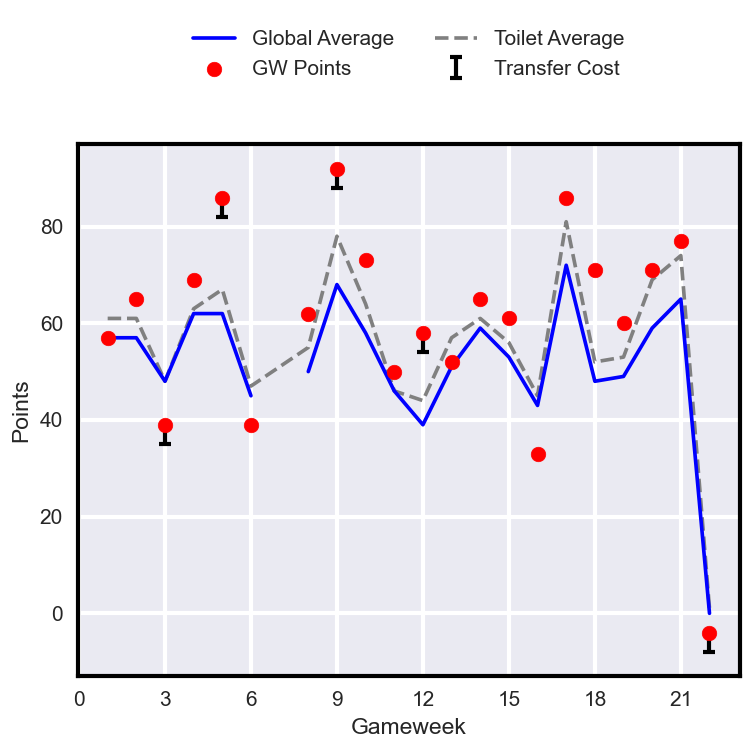 Global Average
Toilet Average
GW Points
Transfer Cost
80
60
40
20
0
Points
0 3 6 9 12 15 18 21
Gameweek